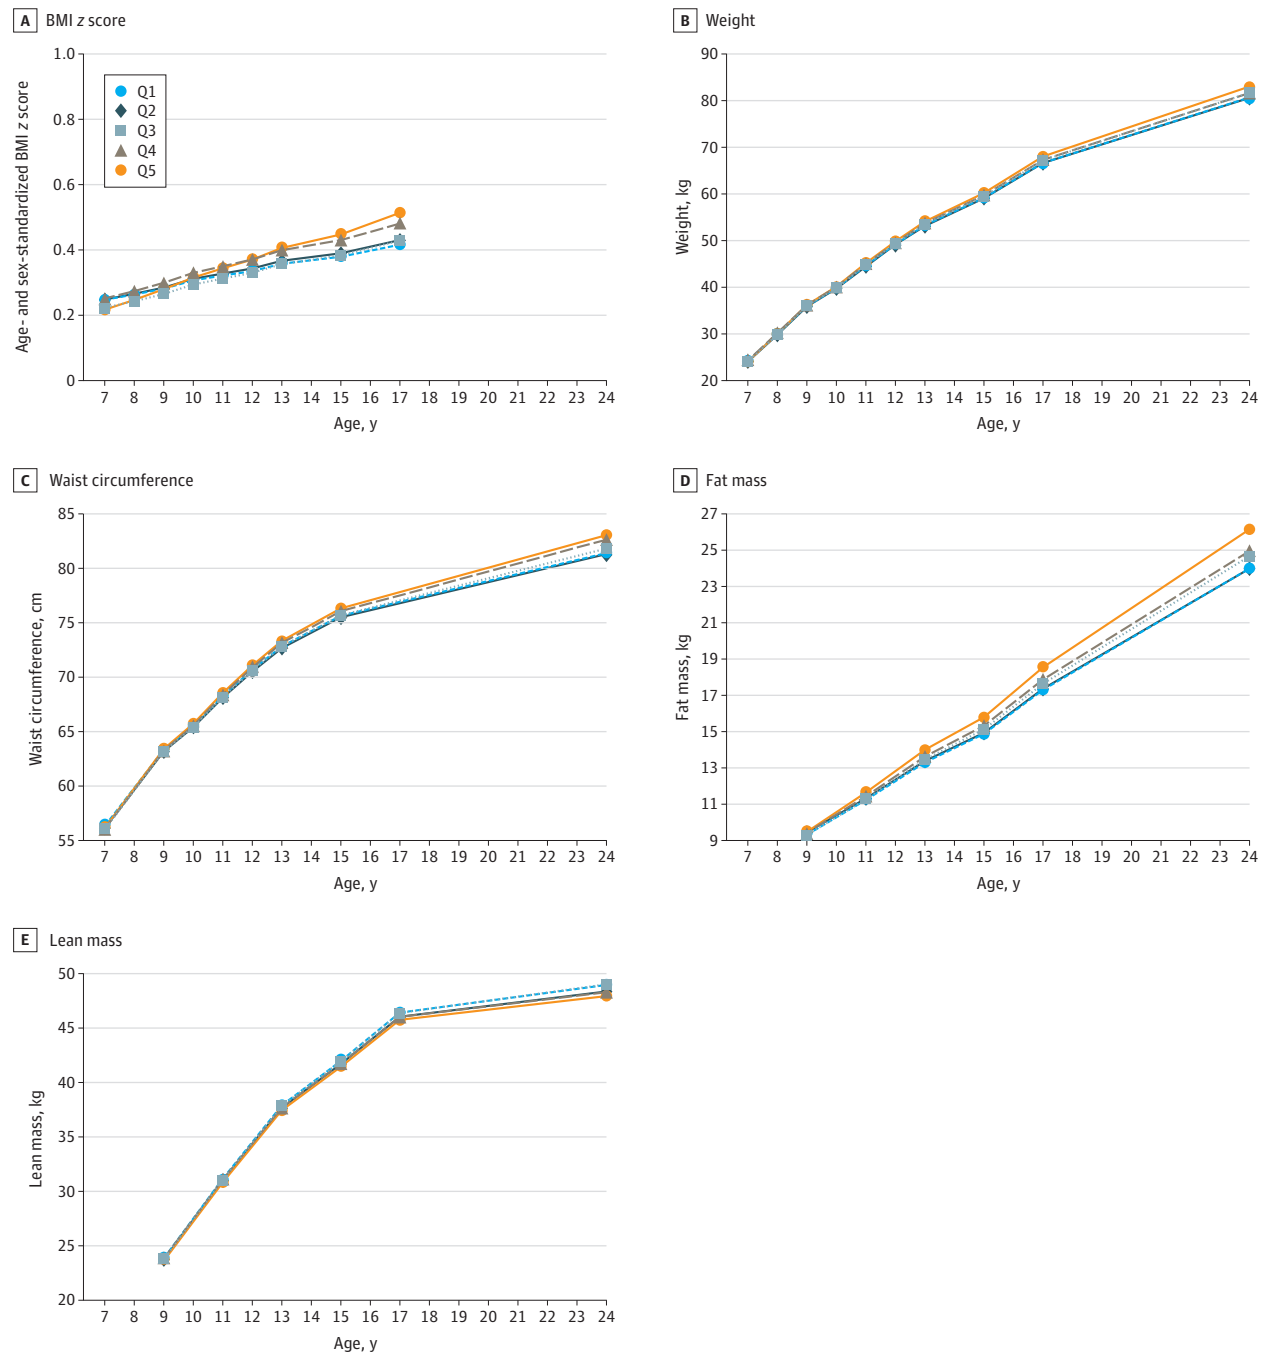 A BMI z score
Age- and sex-standardized BMI z score
1.0
0.8
0.6
0.4
0.2
0
Q1
Q2
Q3
Q4
Q5
7 8 9 10 11 12 13 14 15 16 17 18 19 20 21 22 23 24
Age, y
B Weight
Weight, kg
90
80
70
60
50
40
30
20
7 8 9 10 11 12 13 14 15 16 17 18 19 20 21 22 23 24
Age, y
C Waist circumference
Waist circumference, cm
85
80
75
70
65
60
55
7 8 9 10 11 12 13 14 15 16 17 18 19 20 21 22 23 24
Age, y
D Fat mass
Fat mass, kg
27
25
23
21
19
17
15
13
11
9
7 8 9 10 11 12 13 14 15 16 17 18 19 20 21 22 23 24
Age, y
E Lean mass
Lean mass, kg
50
45
40
35
30
25
20
7 8 9 10 11 12 13 14 15 16 17 18 19 20 21 22 23 24
Age, y